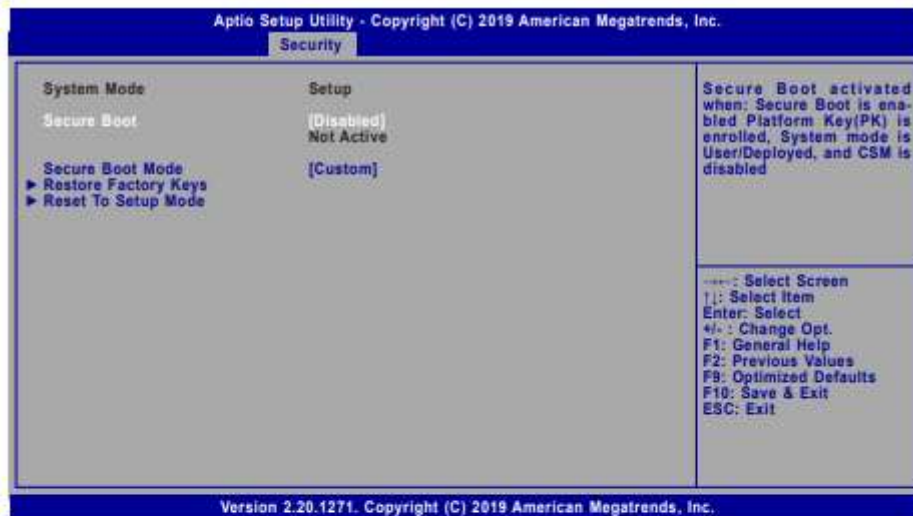 Aptio Setup Utility - Copyright (C) 2019 American Megatrends, Inc.
Security
System Mode Setup
Secure Boot [Disabled]
Not Active
Secure Boot Mode [Custom]
► Restore Factory Keys
► Reset To Setup Mode
Secure Boot activated
when: Secure Boot is ena-
bled Platform Key(PK) is
enrolled, System mode is
User/Deployed, and CSM is
disabled
→←: Select Screen
↑↓: Select Item
Enter: Select
+/- : Change Opt.
F1: General Help
F2: Previous Values
F9: Optimized Defaults
F10: Save & Exit
ESC: Exit
Version 2.20.1271. Copyright (C) 2019 American Megatrends, Inc.